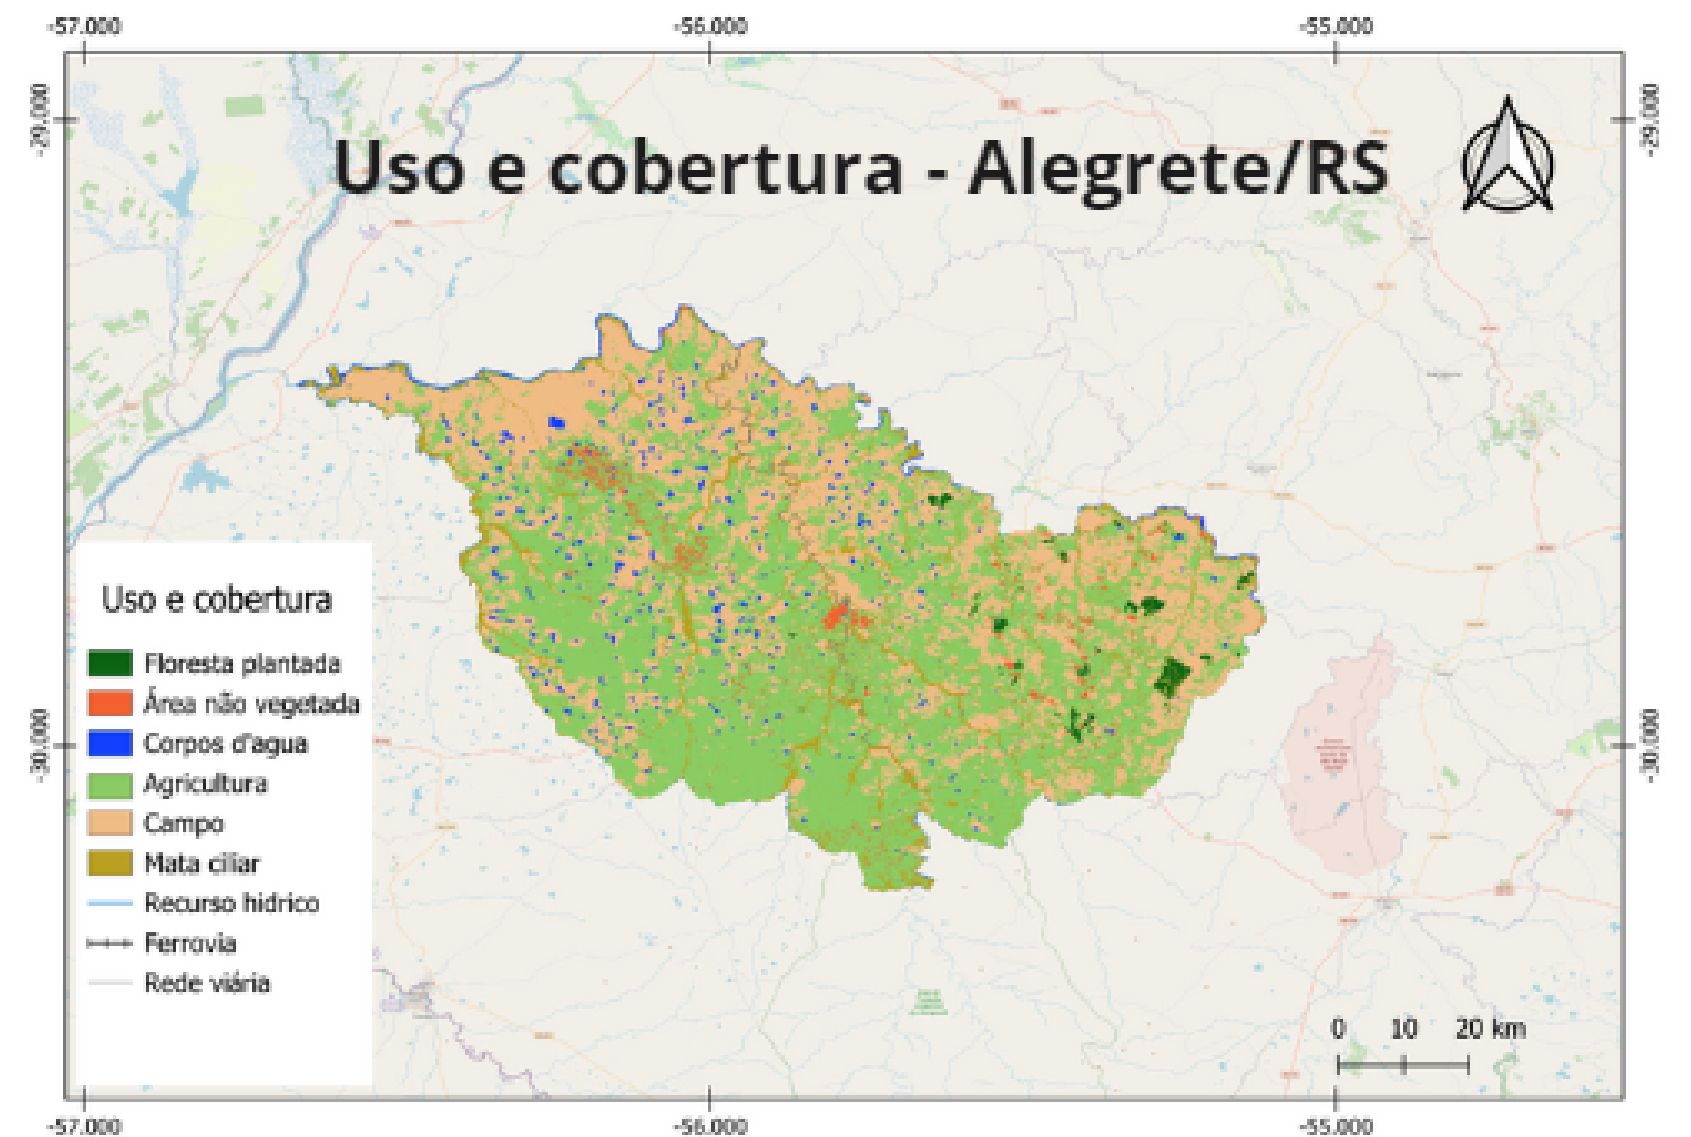 -57.000 -56.000 -55.000
-29.000 -29.000
Uso e cobertura - Alegrete/RS
Uso e cobertura
Floresta plantada
Área não vegetada
Corpos d'agua
Agricultura
Campo
Mata ciliar
Recurso hidrico
Ferrovia
Rede viária
-30.000 -30.000
0 10 20 km
-57.000 -56.000 -55.000